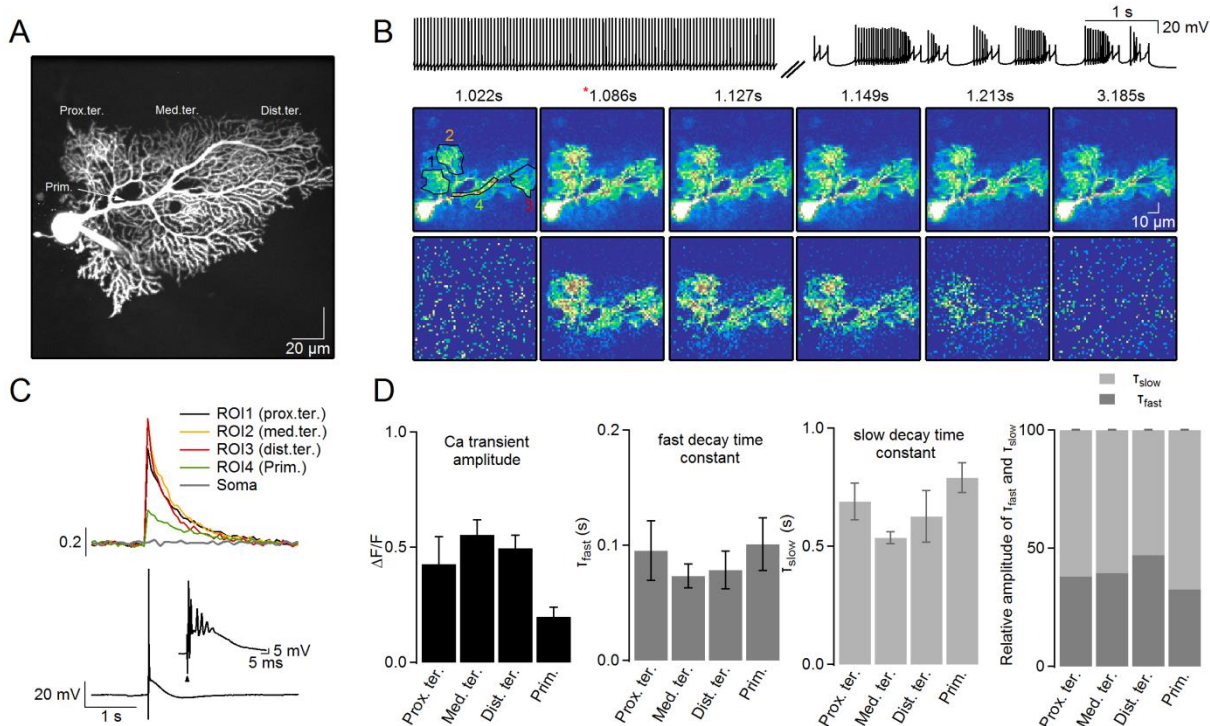 A
Prox.ter. Med.ter. Dist.ter.
Prim.
20 µm
B
1 s
20 mV
1.022s *1.086s 1.127s 1.149s 1.213s 3.185s
2
1
3
4
10 µm
C
ROI1 (prox.ter.)
ROI2 (med.ter.)
ROI3 (dist.ter.)
ROI4 (Prim.)
Soma
0.2
5 mV
5 ms
20 mV
1 s
D
τslow
τfast
Ca transient
amplitude
ΔF/F
1.0
0.5
0.0
Prox. ter. Med. ter. Dist. ter. Prim.
fast decay time
constant
τfast (s)
0.2
0.1
0.0
Prox. ter. Med. ter. Dist. ter. Prim.
slow decay time
constant
τslow (s)
1.0
0.5
0.0
Prox. ter. Med. ter. Dist. ter. Prim.
Relative amplitude of τfast and τslow
100
50
0
Prox. ter. Med. ter. Dist. ter. Prim.